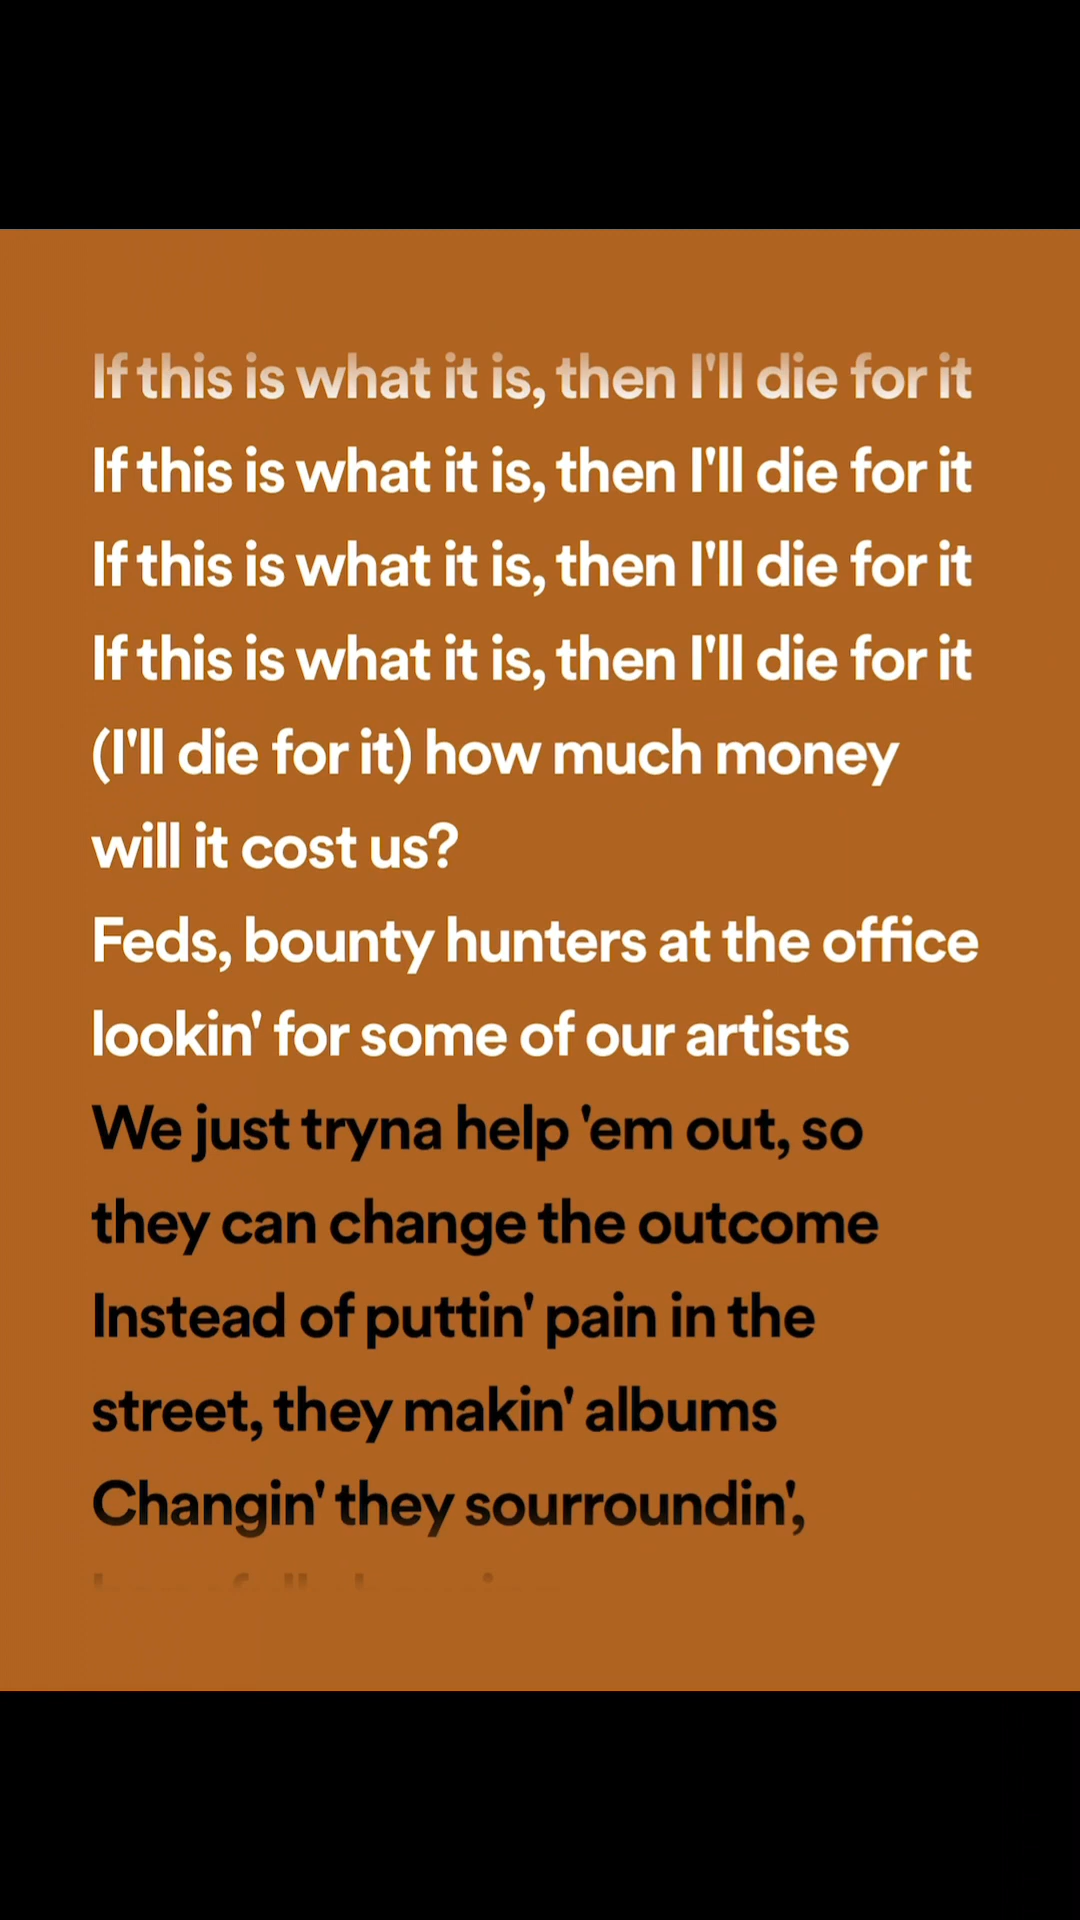 If this is what it is, then I'll die for it
If this is what it is, then I'll die for it
If this is what it is, then I'll die for it
If this is what it is, then I'll die for it
(I'll die for it) how much money
will it cost us?
Feds, bounty hunters at the office
lookin' for some of our artists
We just tryna help 'em out, so
they can change the outcome
Instead of puttin' pain in the
street, they makin' albums
Changin' they sourroundin',